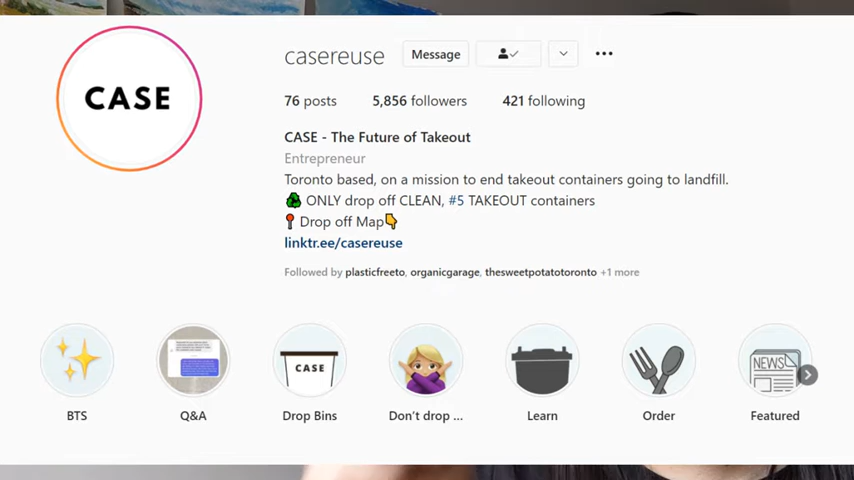 CASE
casereuse
Message
76 posts 5,856 followers 421 following
CASE - The Future of Takeout
Entrepreneur
Toronto based, on a mission to end takeout containers going to landfill.
♻ ONLY drop off CLEAN, #5 TAKEOUT containers
📍Drop off Map👇
linktr.ee/casereuse
Followed by plasticfreeto, organicgarage, thesweetpotatotoronto +1 more
CASE
NEWS
BTS Q&A Drop Bins Don't drop ... Learn Order Featured